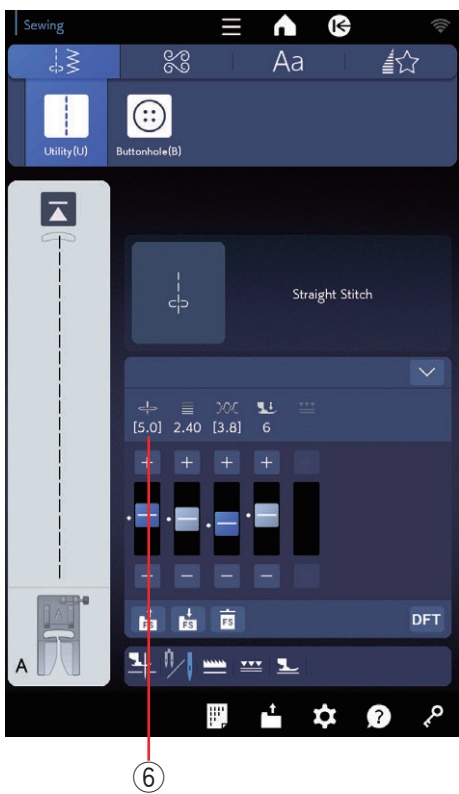 Sewing
Aa
Utility(U) Buttonhole(B)
Straight Stitch
[5.0] 2.40 [3.8] 6
+ + + +
− − − −
FS FS FS DFT
A
?
⑥